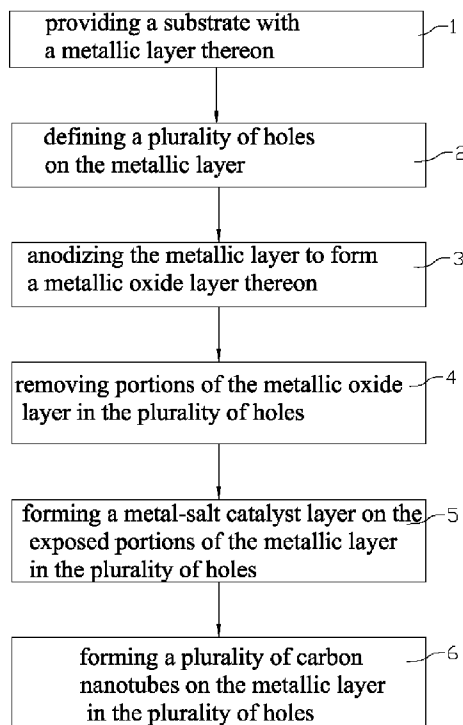 providing a substrate with
a metallic layer thereon
1
defining a plurality of holes
on the metallic layer
2
anodizing the metallic layer to form
a metallic oxide layer thereon
3
removing portions of the metallic oxide
layer in the plurality of holes
4
forming a metal-salt catalyst layer on the
exposed portions of the metallic layer
in the plurality of holes
5
forming a plurality of carbon
nanotubes on the metallic layer
in the plurality of holes
6